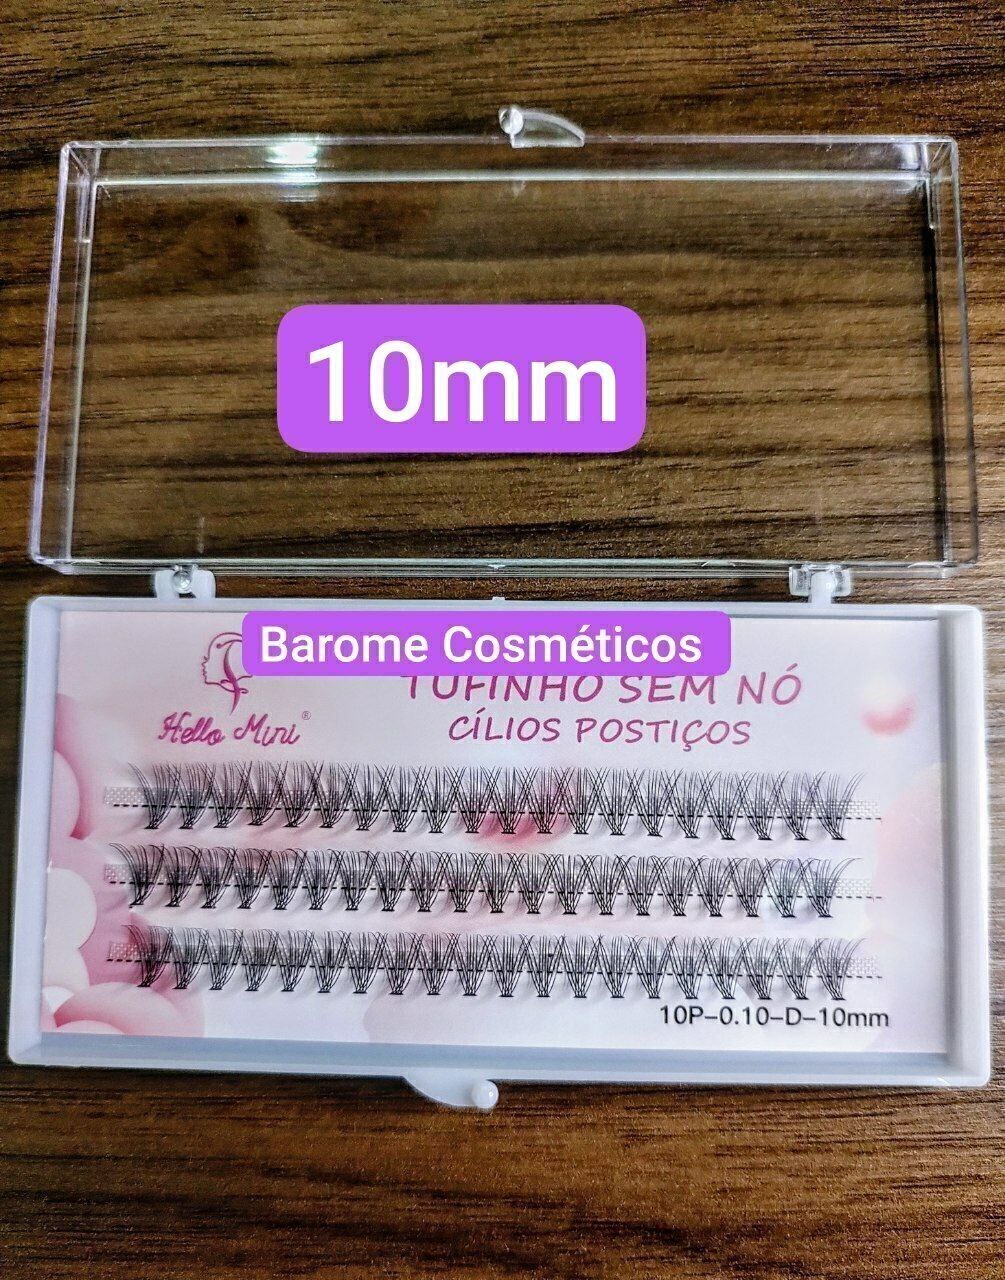 10mm
Barome Cosméticos
Hello Mini®
TUFINHO SEM NÓ
CÍLIOS POSTIÇOS
10P-0.10-D-10mm